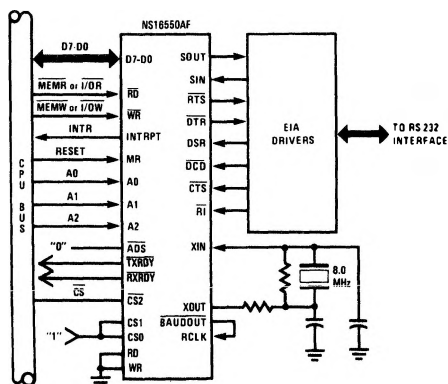 NS16550AF
D7-D0
D7-D0
SOUT
MEMR or I/OR
RD
SIN
MEMW or I/OW
WR
RTS
INTR
INTRPT
DTR
RESET
MR
DSR
A0
A0
DCD
A1
A1
CTS
A2
A2
RI
EIA
DRIVERS
TO RS 232
INTERFACE
CPU BUS
"0"
ADS
XIN
TXRDY
RXRDY
8.0
MHz
CS
CS2
XOUT
BAUDOUT
"1"
CS1
CS0
RCLK
RD
WR